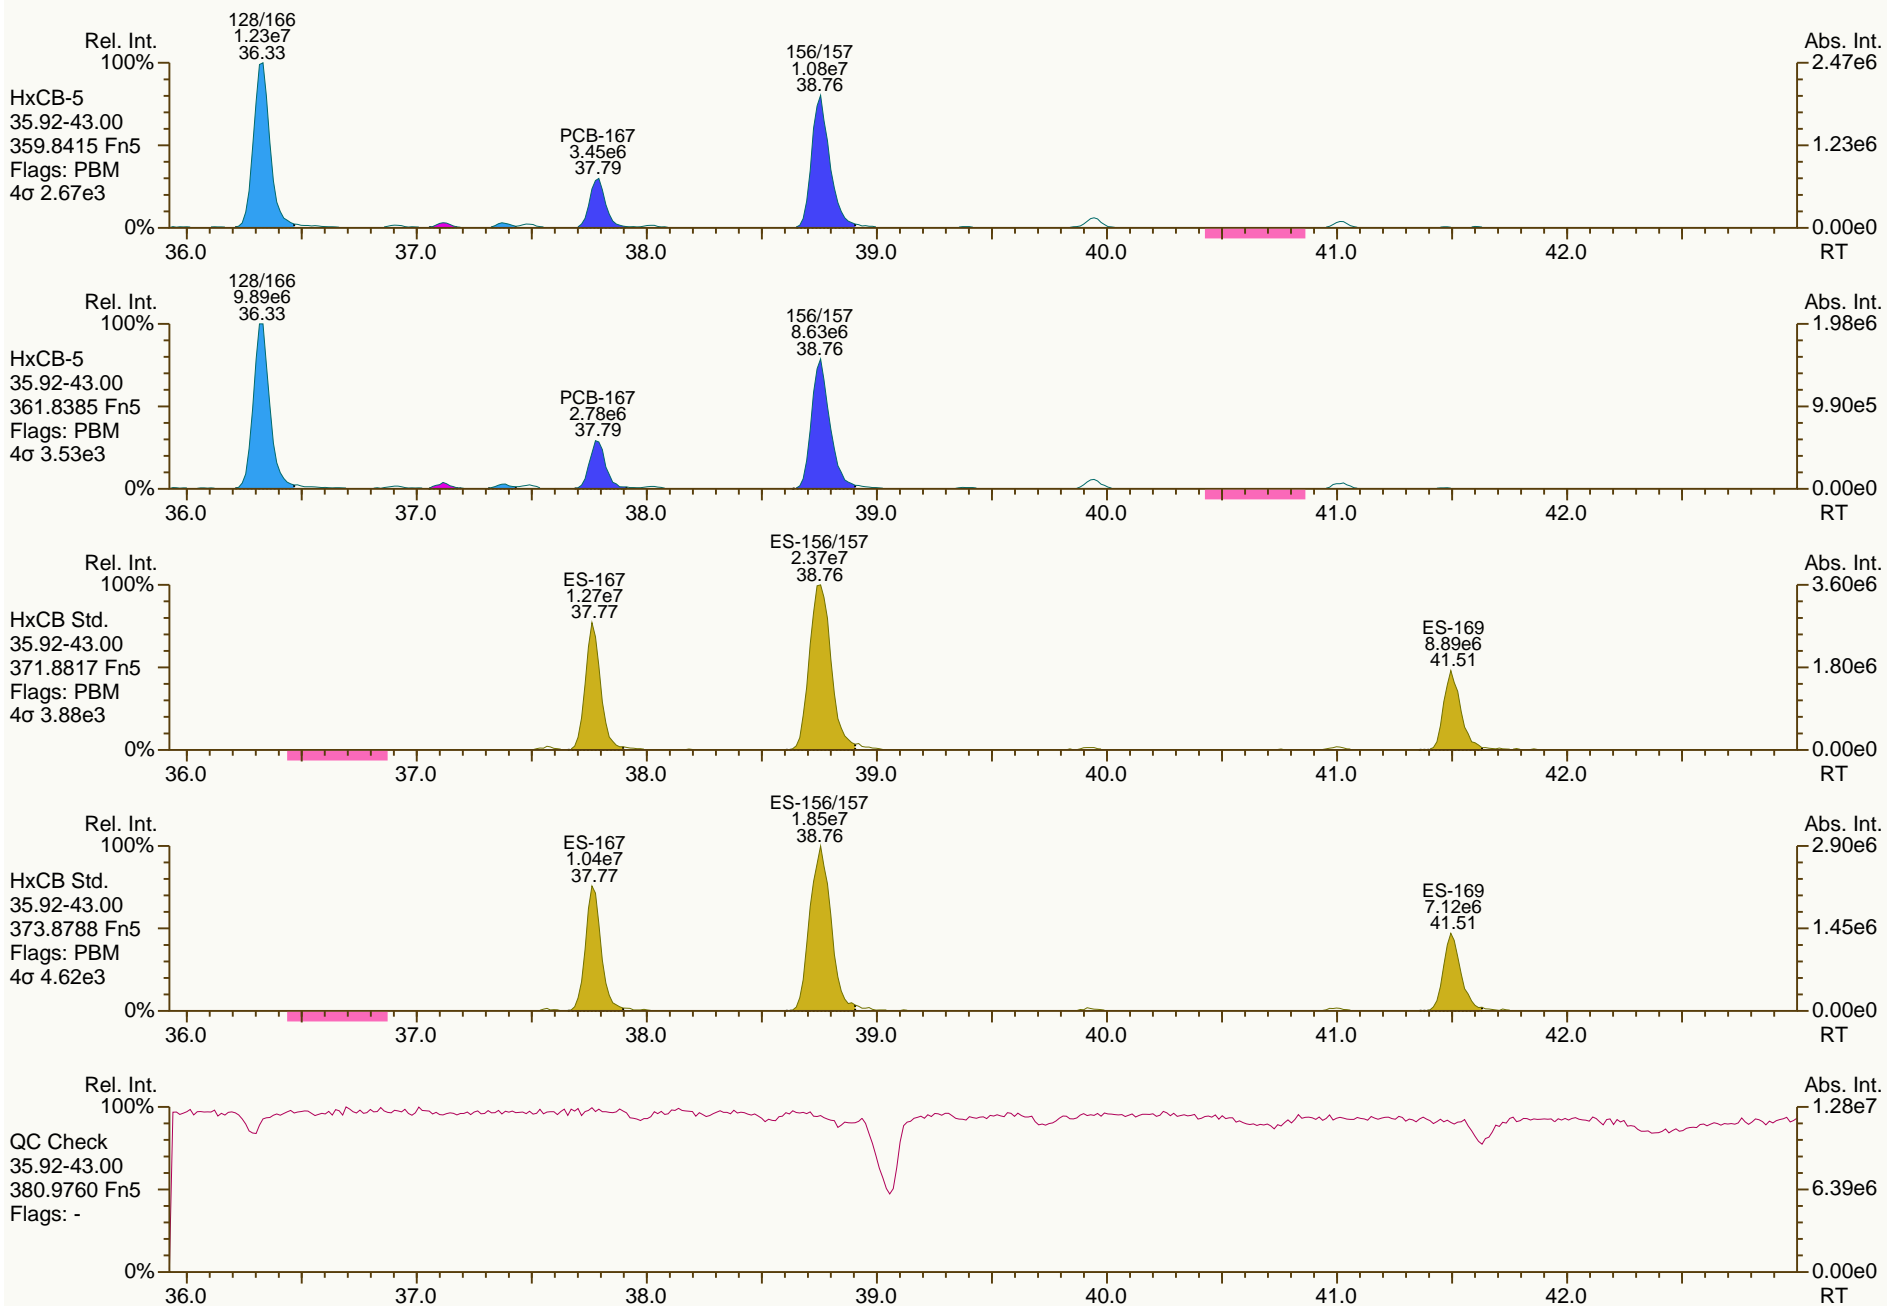 128/166
1.23e7
36.33
156/157
1.08e7
38.76
PCB-167
3.45e6
37.79
Rel. Int.
100%
0%
HxCB-5
35.92-43.00
359.8415 Fn5
Flags: PBM
4σ 2.67e3
Abs. Int.
2.47e6
1.23e6
0.00e0
36.0 37.0 38.0 39.0 40.0 41.0 42.0 RT
128/166
9.89e6
36.33
156/157
8.63e6
38.76
PCB-167
2.78e6
37.79
Rel. Int.
100%
0%
HxCB-5
35.92-43.00
361.8385 Fn5
Flags: PBM
4σ 3.53e3
Abs. Int.
1.98e6
9.90e5
0.00e0
36.0 37.0 38.0 39.0 40.0 41.0 42.0 RT
ES-156/157
2.37e7
38.76
ES-167
1.27e7
37.77
ES-169
8.89e6
41.51
Rel. Int.
100%
0%
HxCB Std.
35.92-43.00
371.8817 Fn5
Flags: PBM
4σ 3.88e3
Abs. Int.
3.60e6
1.80e6
0.00e0
36.0 37.0 38.0 39.0 40.0 41.0 42.0 RT
ES-156/157
1.85e7
38.76
ES-167
1.04e7
37.77
ES-169
7.12e6
41.51
Rel. Int.
100%
0%
HxCB Std.
35.92-43.00
373.8788 Fn5
Flags: PBM
4σ 4.62e3
Abs. Int.
2.90e6
1.45e6
0.00e0
36.0 37.0 38.0 39.0 40.0 41.0 42.0 RT
Rel. Int.
100%
0%
QC Check
35.92-43.00
380.9760 Fn5
Flags: -
Abs. Int.
1.28e7
6.39e6
0.00e0
36.0 37.0 38.0 39.0 40.0 41.0 42.0 RT